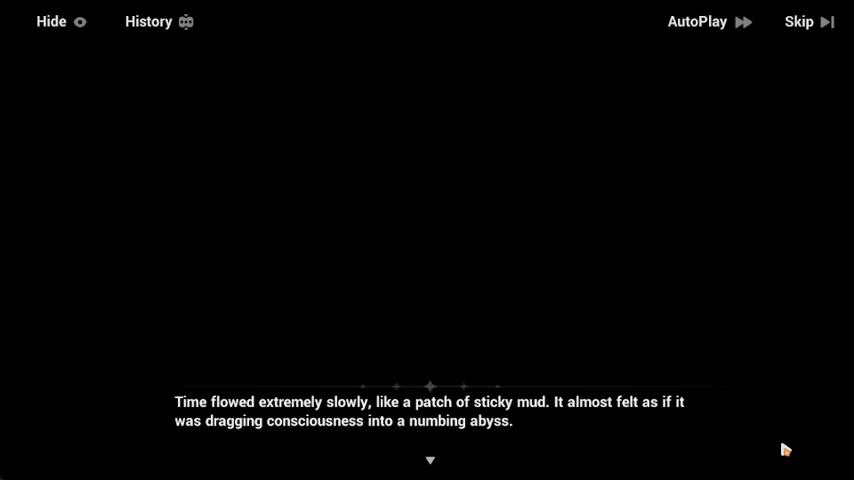 Hide
History
AutoPlay
Skip
Time flowed extremely slowly, like a patch of sticky mud. It almost felt as if it
was dragging consciousness into a numbing abyss.